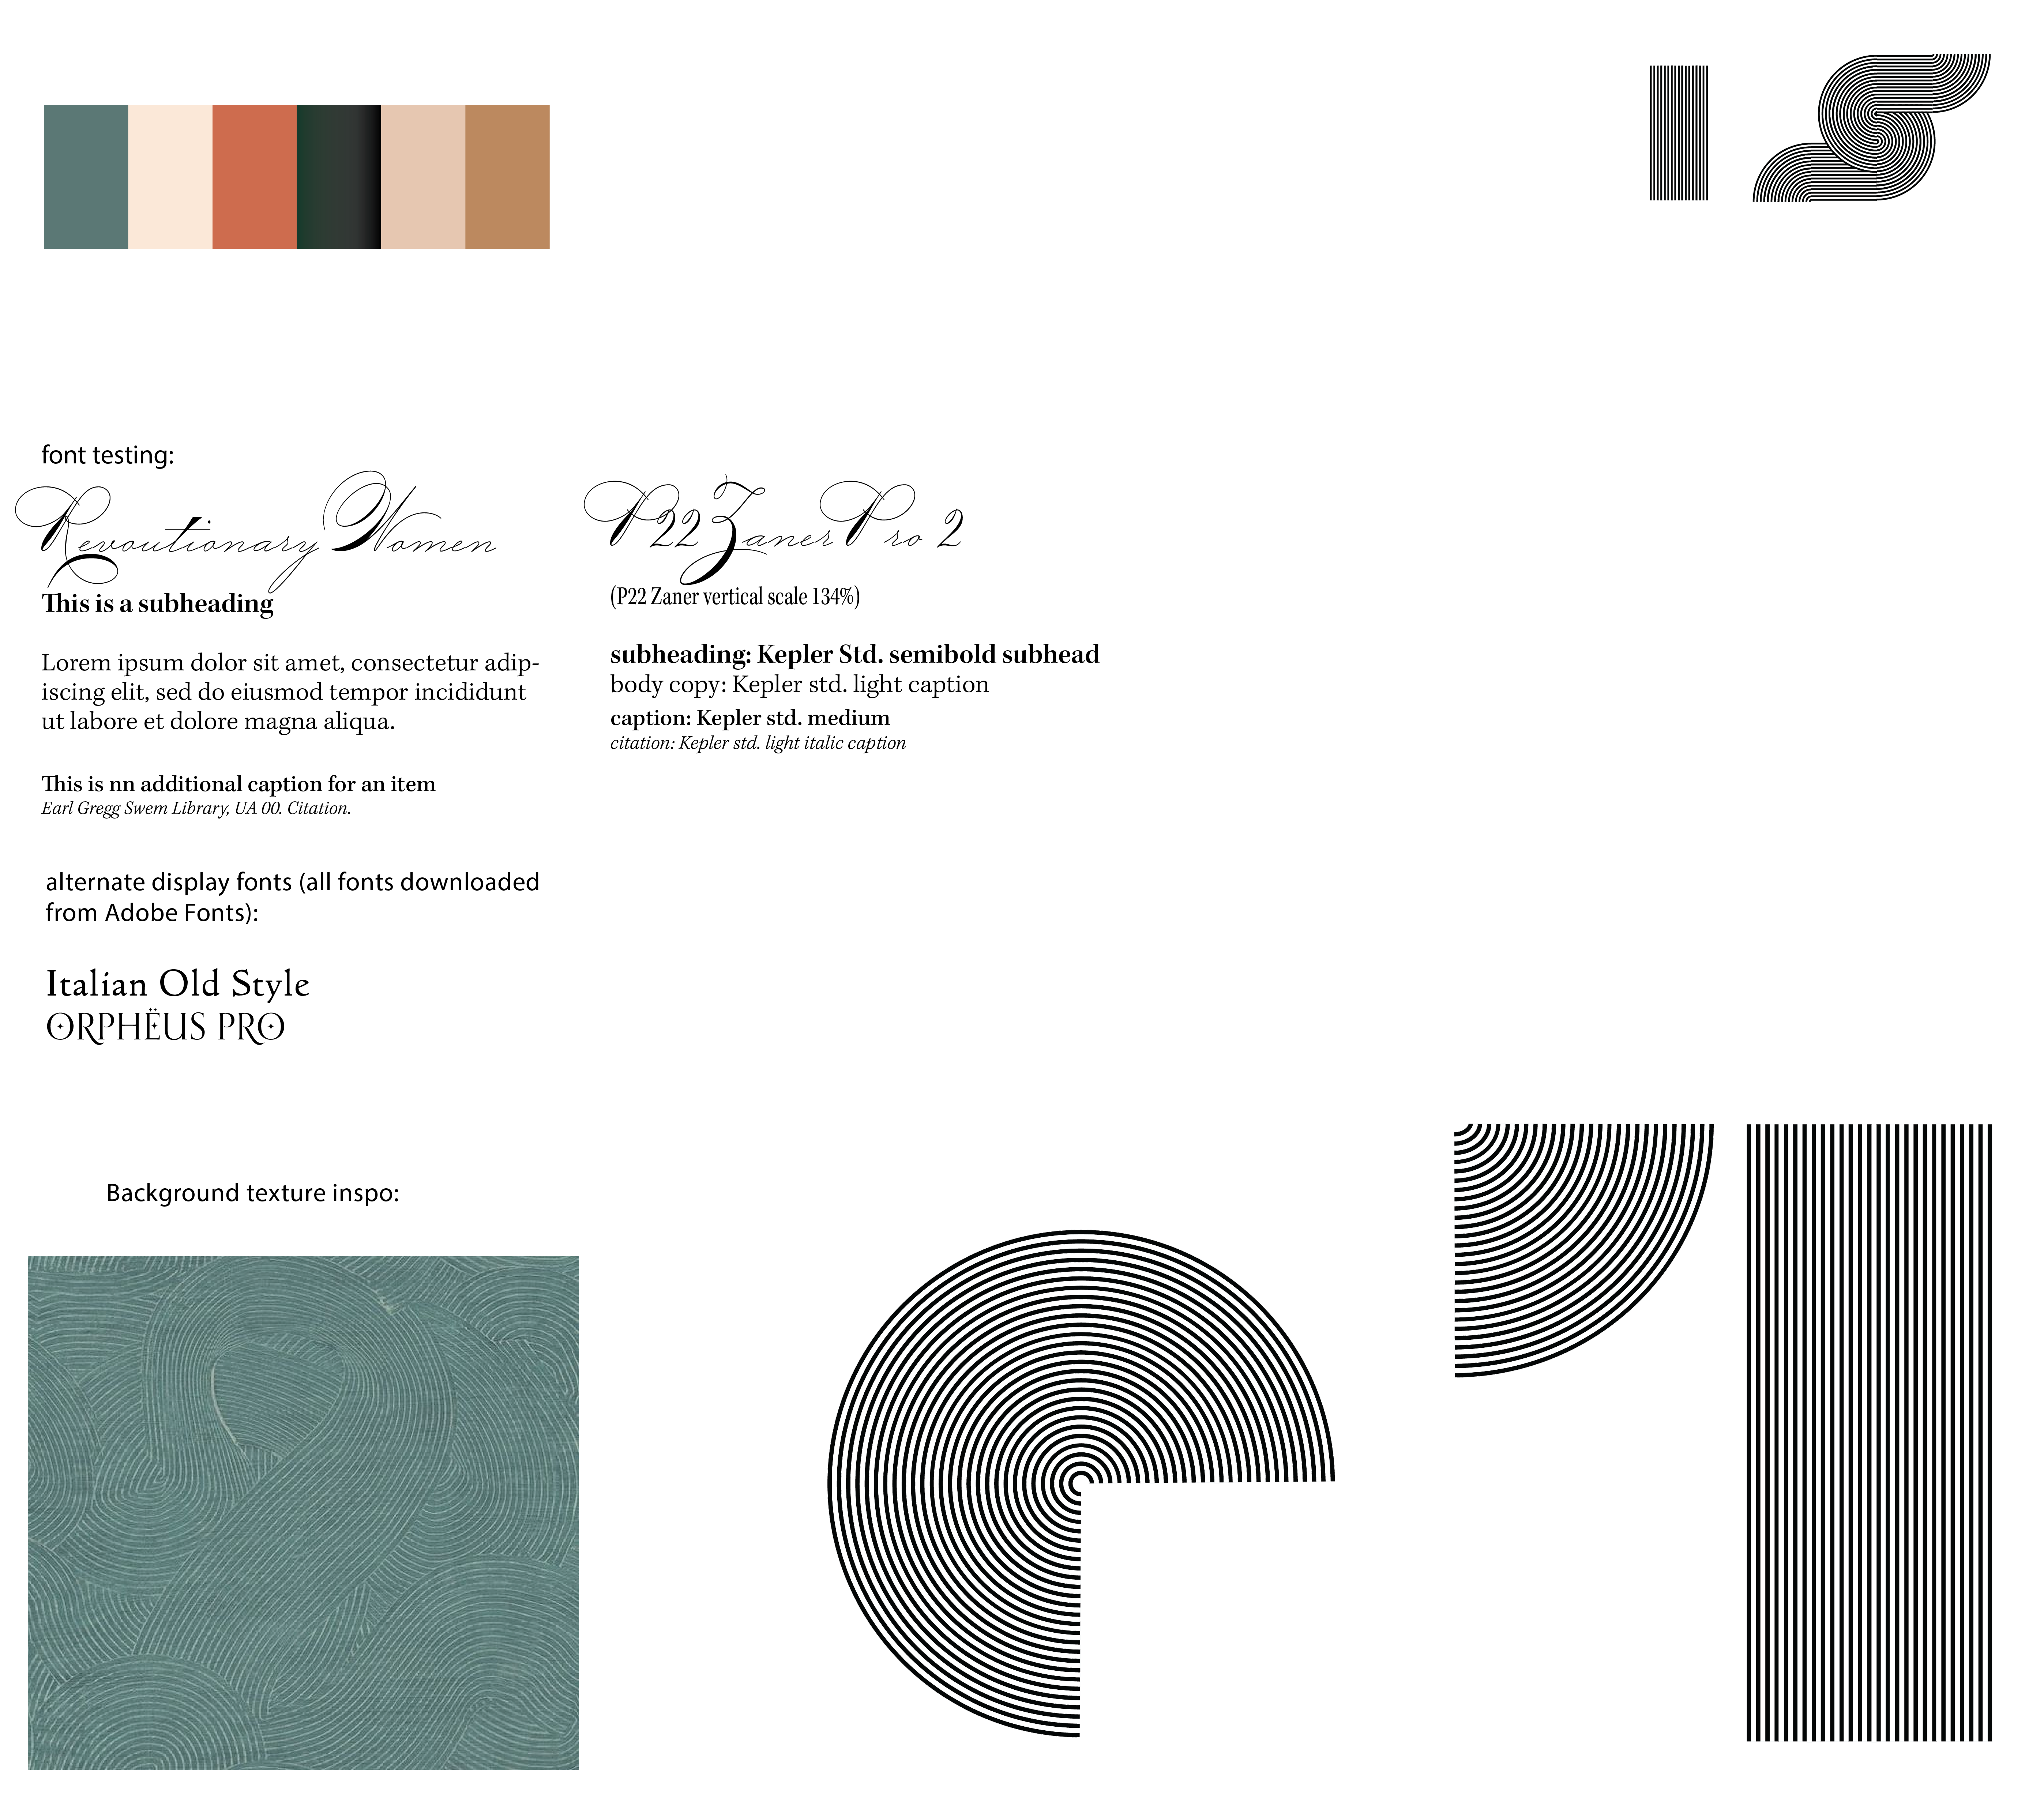 font testing:
Revoutionary Women
This is a subheading
Lorem ipsum dolor sit amet, consectetur adip-
iscing elit, sed do eiusmod tempor incididunt
ut labore et dolore magna aliqua.
This is nn additional caption for an item
Earl Gregg Swem Library, UA 00. Citation.
P22 Zaner Pro 2
(P22 Zaner vertical scale 134%)
subheading: Kepler Std. semibold subhead
body copy: Kepler std. light caption
caption: Kepler std. medium
citation: Kepler std. light italic caption
alternate display fonts (all fonts downloaded
from Adobe Fonts):
Italian Old Style
ORPHËUS PRO
Background texture inspo: